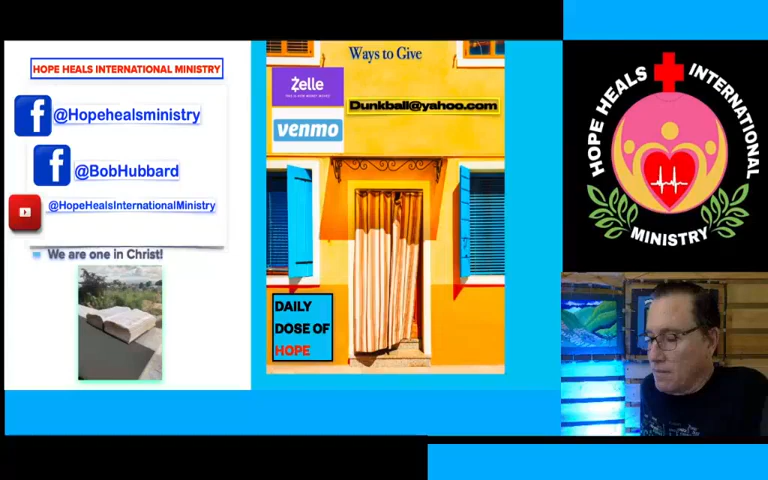 HOPE HEALS INTERNATIONAL MINISTRY
@Hopehealsministry
@BobHubbard
@HopeHealsInternationalMinistry
We are one in Christ!
Ways to Give
Zelle
Dunkball@yahoo.com
venmo
DAILY
DOSE OF
HOPE
HOPE HEALS INTERNATIONAL
MINISTRY